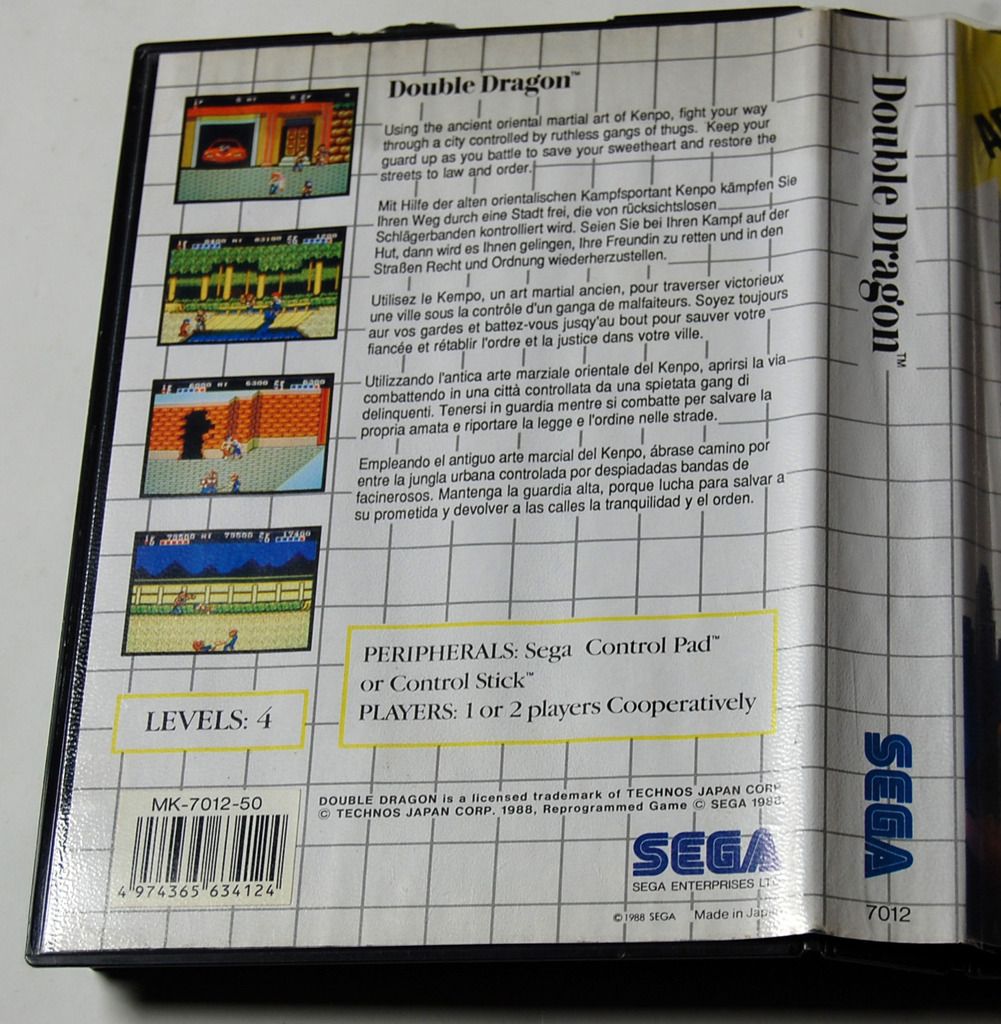 Double Dragon™
Using the ancient oriental martial art of Kenpo, fight your way
through a city controlled by ruthless gangs of thugs. Keep your
guard up as you battle to save your sweetheart and restore the
streets to law and order.
Mit Hilfe der alten orientalischen Kampfsportant Kenpo kämpfen Sie
Ihren Weg durch eine Stadt frei, die von rücksichtslosen
Schlägerbanden kontrolliert wird. Seien Sie bei Ihren Kampf auf der
Hut, dann wird es Ihnen gelingen, Ihre Freundin zu retten und in den
Straßen Recht und Ordnung wiederherzustellen.
Utilisez le Kempo, un art martial ancien, pour traverser victorieux
une ville sous la contrôle d'un ganga de malfaiteurs. Soyez toujours
aur vos gardes et battez-vous jusqy'au bout pour sauver votre
fiancée et rétablir l'ordre et la justice dans votre ville.
Utilizzando l'antica arte marziale orientale del Kenpo, aprirsi la via
combattendo in una città controllata da una spietata gang di
delinquenti. Tenersi in guardia mentre si combatte per salvare la
propria amata e riportare la legge e l'ordine nelle strade.
Empleando el antiguo arte marcial del Kenpo, ábrase camino por
entre la jungla urbana controlada por despiadadas bandas de
facinerosos. Mantenga la guardia alta, porque lucha para salvar a
su prometida y devolver a las calles la tranquilidad y el orden.
PERIPHERALS: Sega Control Pad™
or Control Stick™
PLAYERS: 1 or 2 players Cooperatively
LEVELS: 4
MK-7012-50
4 974365 634124
DOUBLE DRAGON is a licensed trademark of TECHNOS JAPAN CORP
© TECHNOS JAPAN CORP. 1988, Reprogrammed Game © SEGA 1988.
SEGA
SEGA ENTERPRISES
© 1988 SEGA Made in Japan
Double Dragon™
SEGA
7012